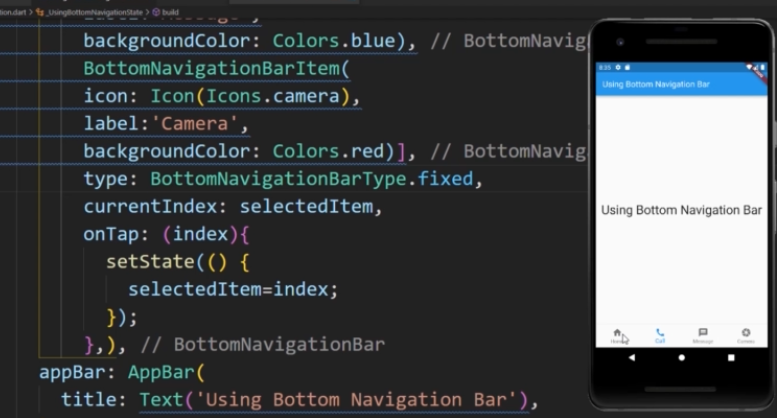 tion.dart > _UsingBottomNavigationState > build
label: 'Message',
backgroundColor: Colors.blue), // BottomNavig
BottomNavigationBarItem(
icon: Icon(Icons.camera),
label:'Camera',
backgroundColor: Colors.red)], // BottomNavig
type: BottomNavigationBarType.fixed,
currentIndex: selectedItem,
onTap: (index){
setState(() {
selectedItem=index;
});
},), // BottomNavigationBar
appBar: AppBar(
title: Text('Using Bottom Navigation Bar'),
8:35
Using Bottom Navigation Bar
Using Bottom Navigation Bar
Home Call Message Camera